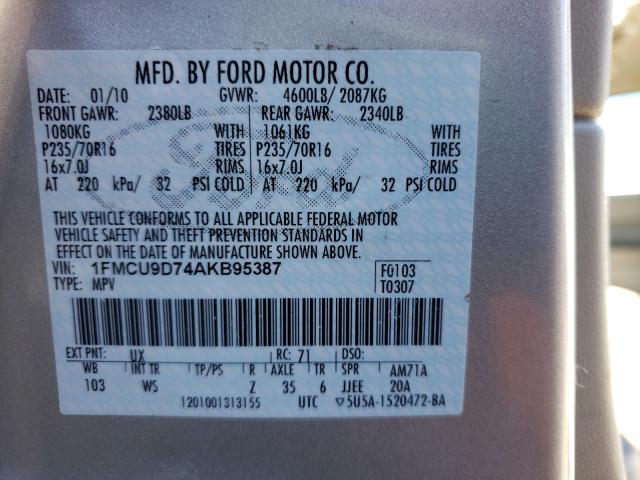 MFD. BY FORD MOTOR CO.
DATE: 01/10 GVWR: 4600LB/ 2087KG
FRONT GAWR: 2380LB REAR GAWR: 2340LB
1080KG WITH 1061KG WITH
P235/70R16 TIRES P235/70R16 TIRES
16x7.0J RIMS 16x7.0J RIMS
AT 220 kPa/ 32 PSI COLD AT 220 kPa/ 32 PSI COLD
THIS VEHICLE CONFORMS TO ALL APPLICABLE FEDERAL MOTOR
VEHICLE SAFETY AND THEFT PREVENTION STANDARDS IN
EFFECT ON THE DATE OF MANUFACTURE SHOWN ABOVE.
VIN: 1FMCU9D74AKB95387 F0103
TYPE: MPV T0307
EXT PNT: UX RC: 71 DSO:
WB INT TR TP/PS R AXLE TR SPR AM71A
103 WS Z 35 6 JJEE 20A
1201001313155 UTC ▽5U5A-1520472-BA